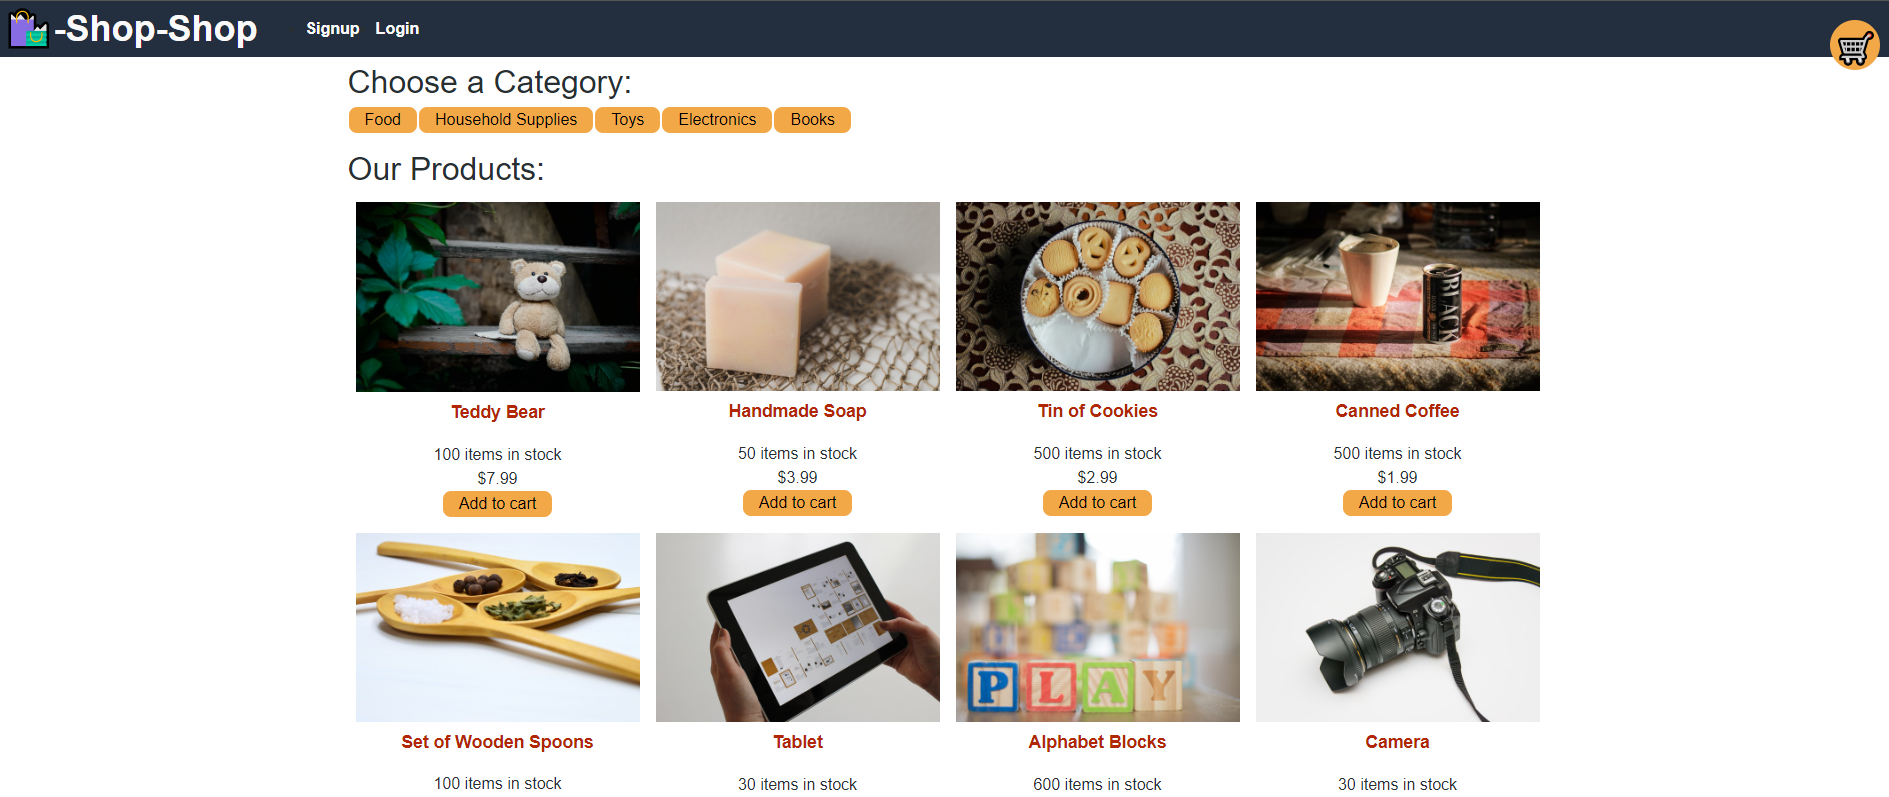 -Shop-Shop Signup Login
Choose a Category:
Food Household Supplies Toys Electronics Books
Our Products:
BLACK
Teddy Bear Handmade Soap Tin of Cookies Canned Coffee
100 items in stock 50 items in stock 500 items in stock 500 items in stock
$7.99 $3.99 $2.99 $1.99
Add to cart Add to cart Add to cart Add to cart
PLAY
Set of Wooden Spoons Tablet Alphabet Blocks Camera
100 items in stock 30 items in stock 600 items in stock 30 items in stock